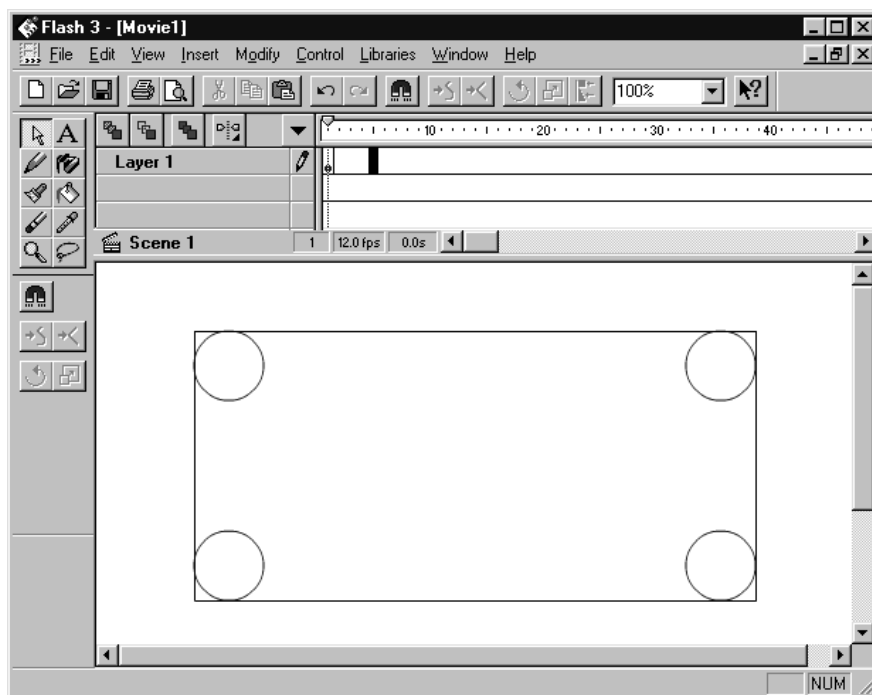 Flash 3 - [Movie1]
File Edit View Insert Modify Control Libraries Window Help
100%
A
10 20 30 40
Layer 1
Scene 1 1 12.0 fps 0.0s
NUM